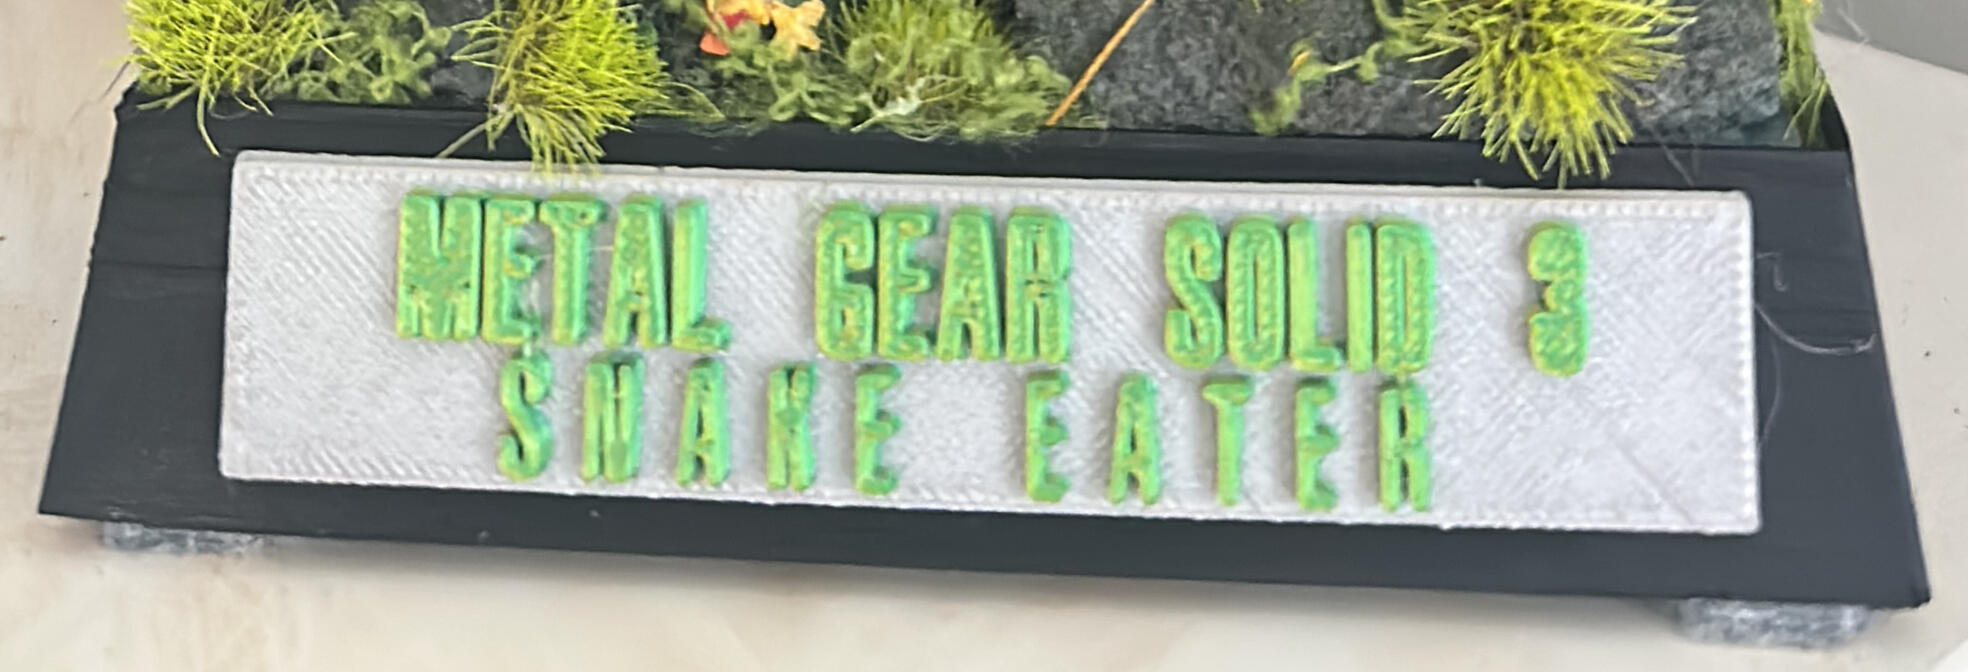 METAL GEAR SOLID 3
SNAKE EATER